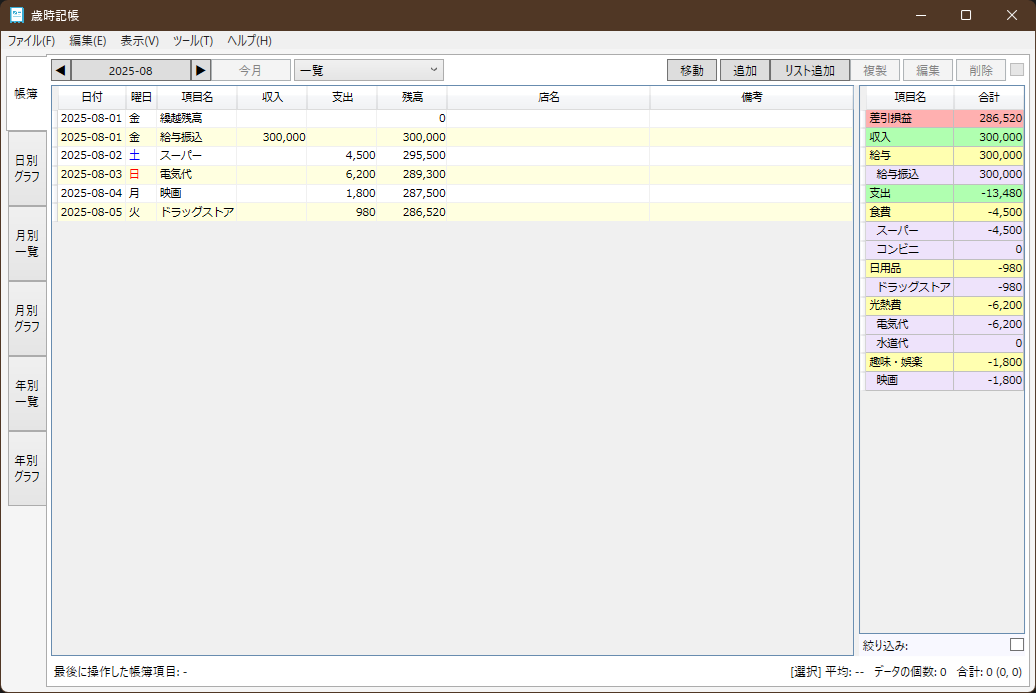 歳時記帳
ファイル(F) 編集(E) 表示(V) ツール(T) ヘルプ(H)
◀ 2025-08 ▶ 今月 一覧 移動 追加 リスト追加 複製 編集 削除
帳簿
日別
グラフ
月別
一覧
月別
グラフ
年別
一覧
年別
グラフ
日付 曜日 項目名 収入 支出 残高 店名 備考
2025-08-01 金 繰越残高 0
2025-08-01 金 給与振込 300,000 300,000
2025-08-02 土 スーパー 4,500 295,500
2025-08-03 日 電気代 6,200 289,300
2025-08-04 月 映画 1,800 287,500
2025-08-05 火 ドラッグストア 980 286,520
項目名 合計
差引損益 286,520
収入 300,000
給与 300,000
給与振込 300,000
支出 -13,480
食費 -4,500
スーパー -4,500
コンビニ 0
日用品 -980
ドラッグストア -980
光熱費 -6,200
電気代 -6,200
水道代 0
趣味・娯楽 -1,800
映画 -1,800
絞り込み:
最後に操作した帳簿項目: - [選択] 平均: -- データの個数: 0 合計: 0 (0, 0)